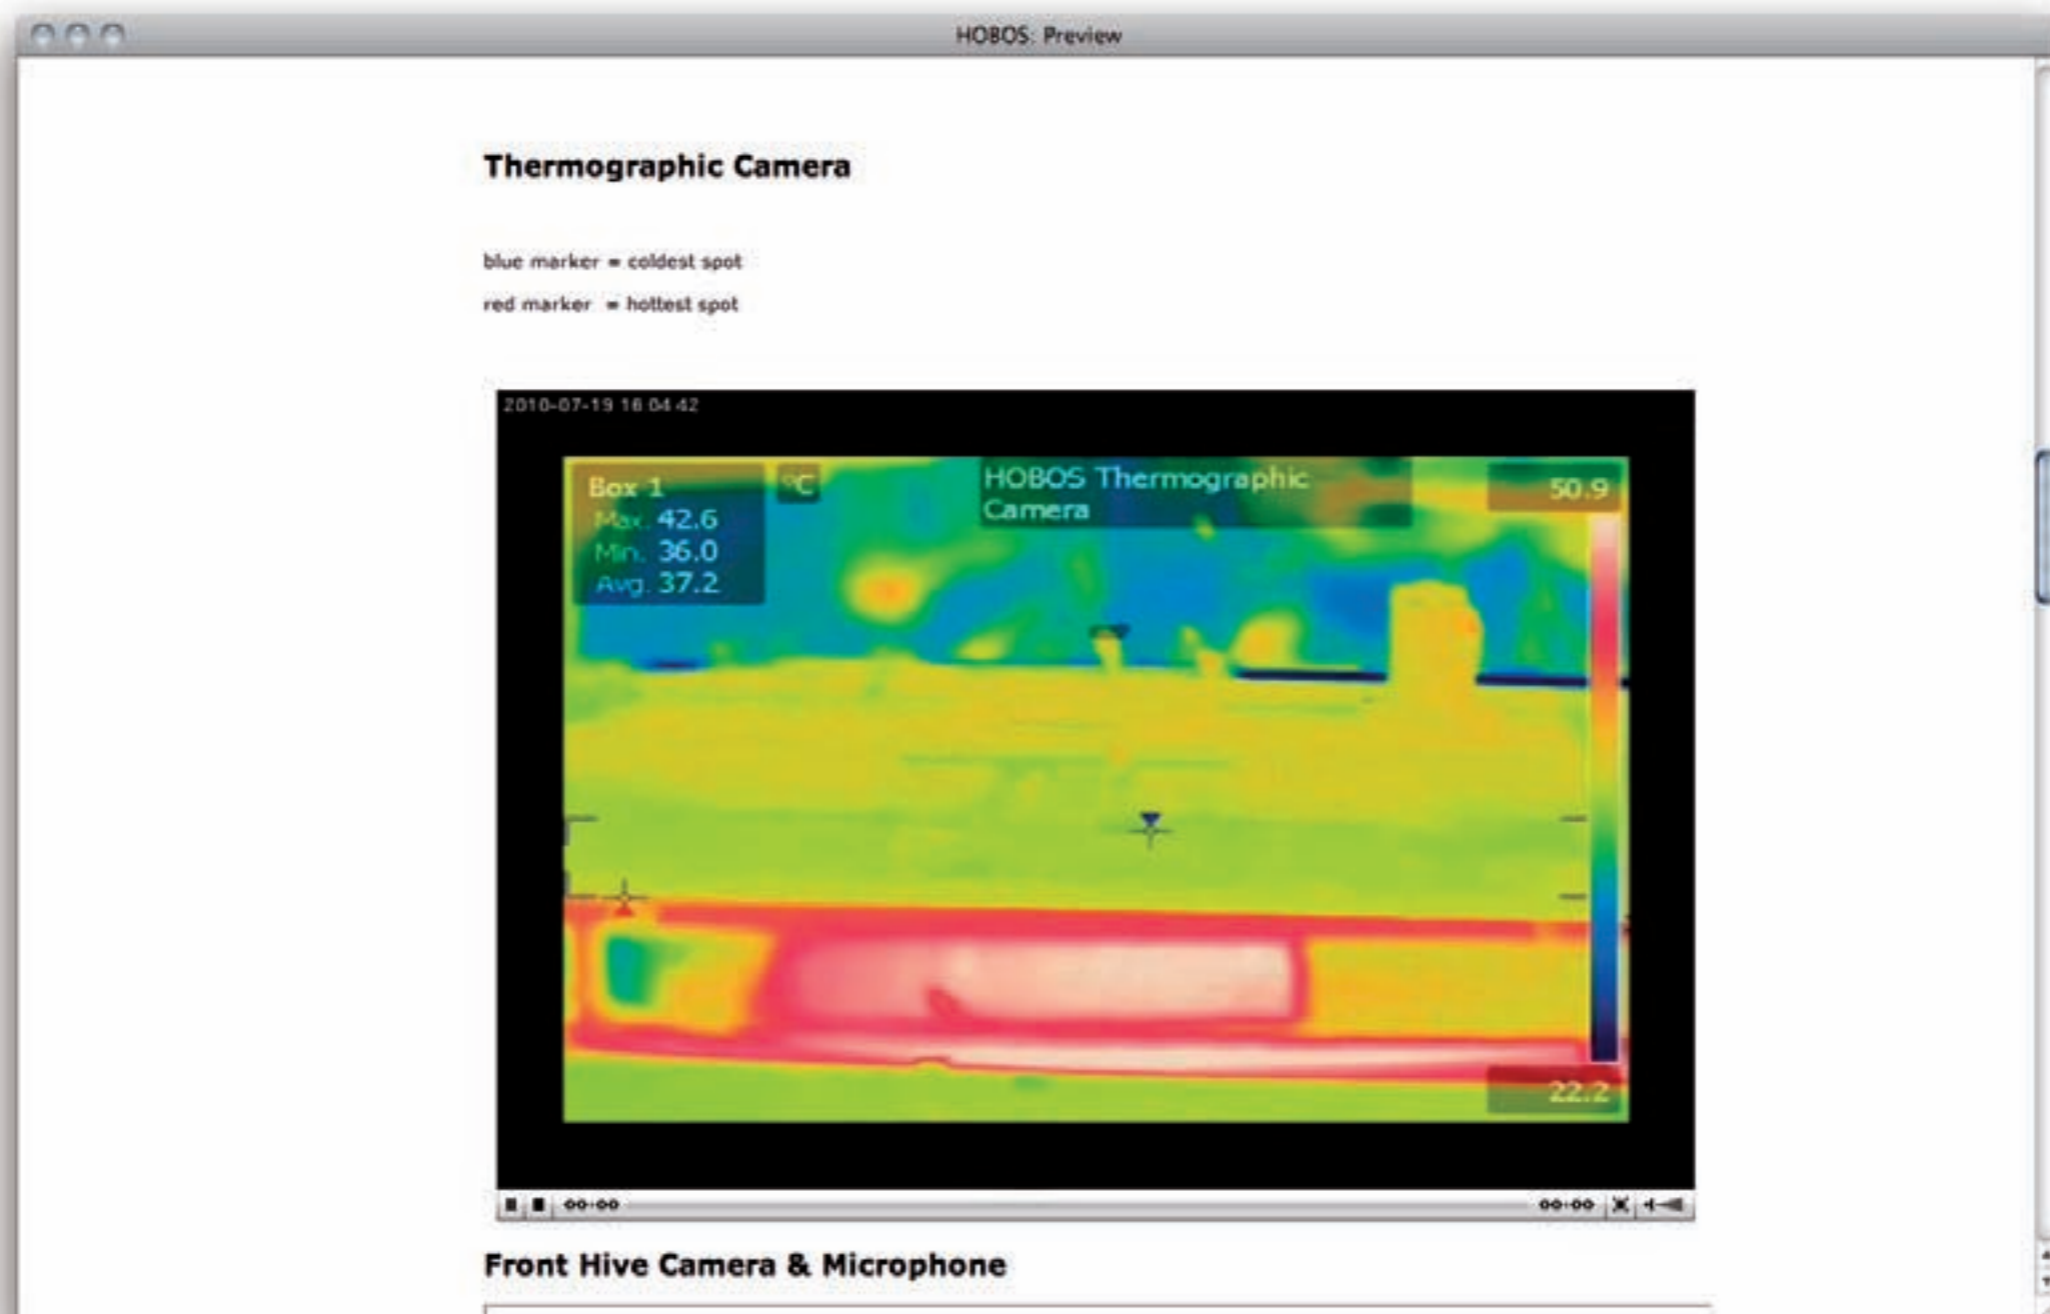 HOBOS: Preview
Thermographic Camera
blue marker = coldest spot
red marker = hottest spot
2010-07-19 16:04:42
Box 1
Max. 42.6
Min. 36.0
Avg. 37.2
°C
HOBOS Thermographic
Camera
50.9
22.2
00:00
00:00
Front Hive Camera & Microphone